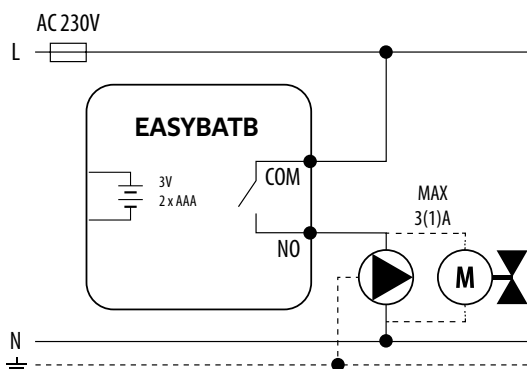 AC 230V
L
EASYBATB
3V
2 x AAA
COM
NO
MAX
3(1)A
M
N